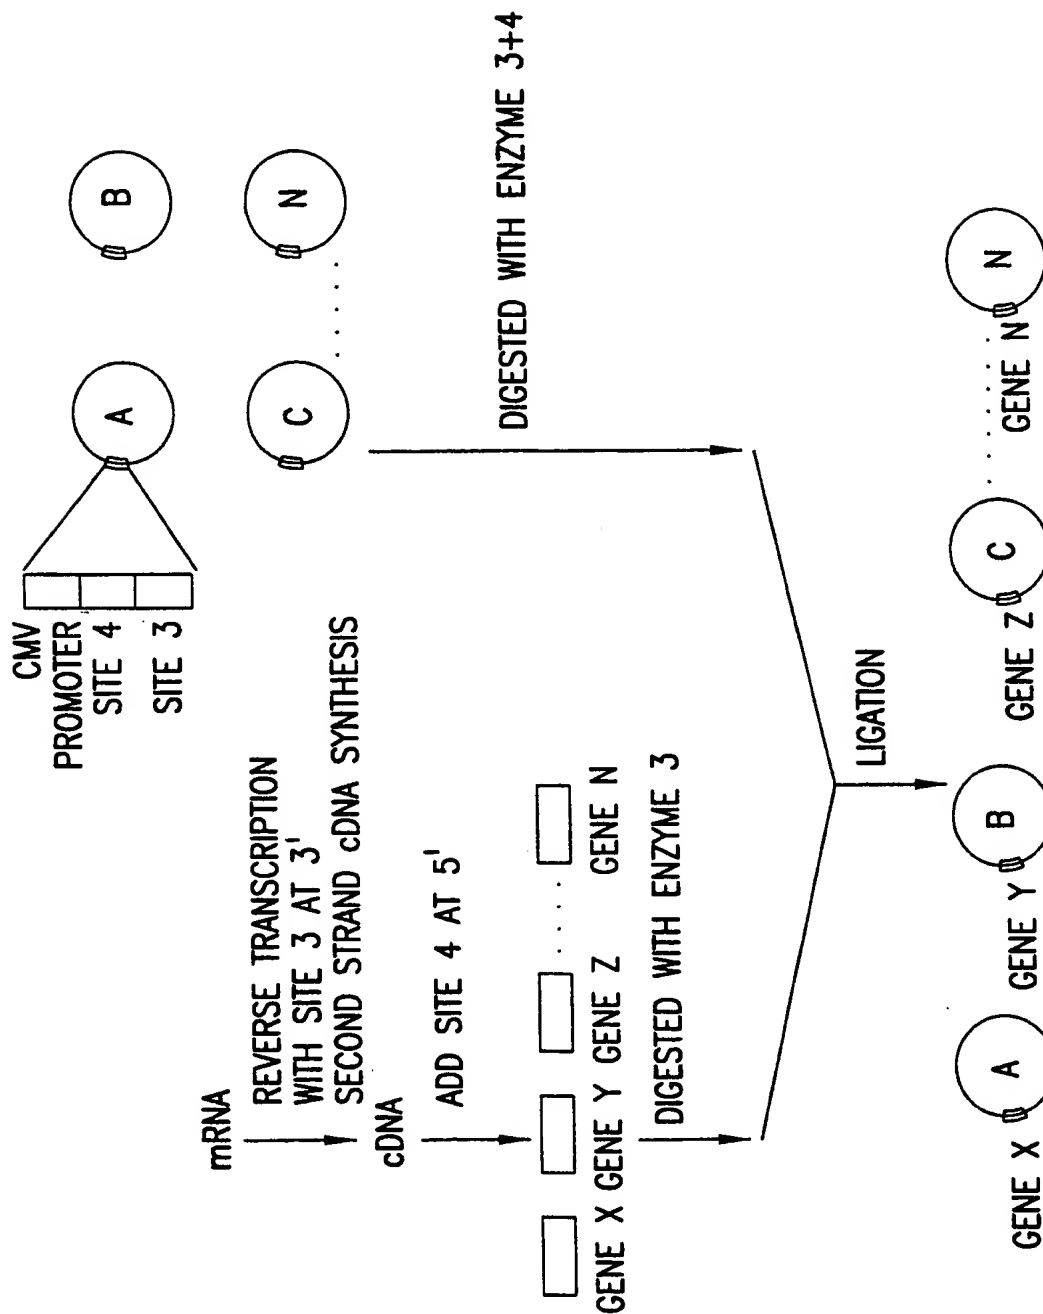 CMV
PROMOTER
SITE 4
SITE 3
A
B
C
N
mRNA
REVERSE TRANSCRIPTION
WITH SITE 3 AT 3'
SECOND STRAND cDNA SYNTHESIS
cDNA
ADD SITE 4 AT 5'
GENE X GENE Y GENE Z GENE N
DIGESTED WITH ENZYME 3
DIGESTED WITH ENZYME 3+4
LIGATION
A
B
C
N
GENE X
GENE Y
GENE Z
GENE N